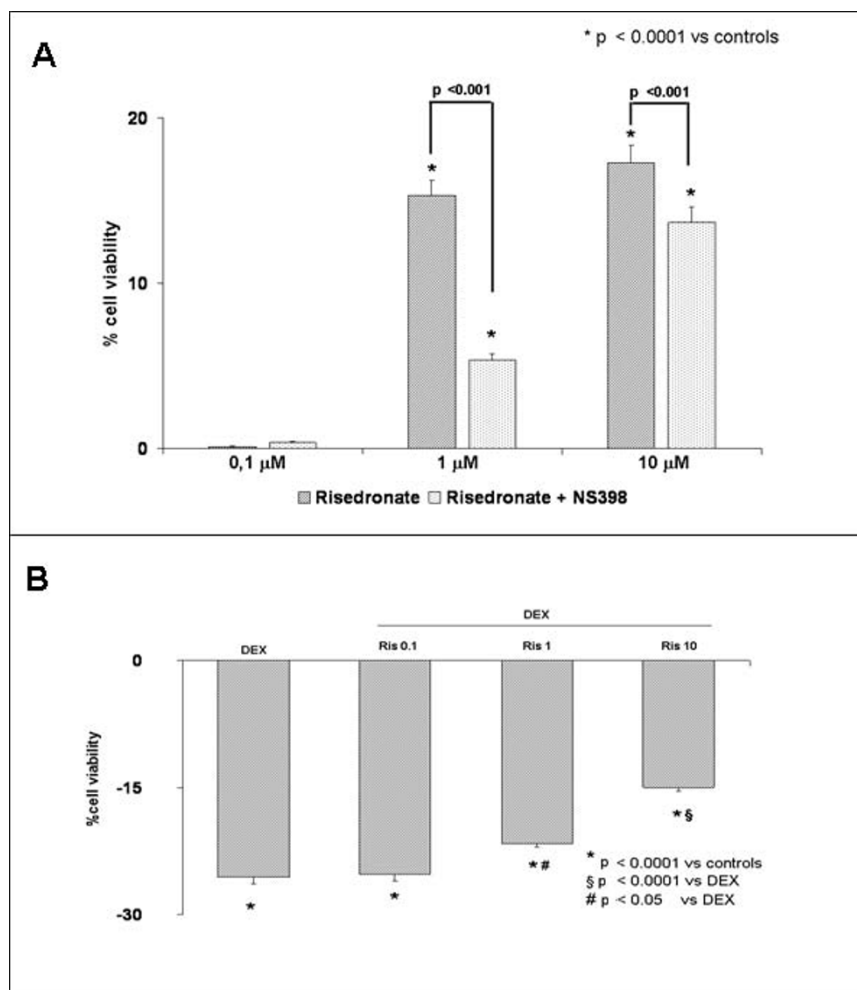 A
* p < 0.0001 vs controls
p <0.001
p <0.001
20
*
*
*
*
10
0
% cell viability
0,1 µM
1 µM
10 µM
Risedronate
Risedronate + NS398
B
DEX
DEX
Ris 0.1
Ris 1
Ris 10
0
-15
-30
%cell viability
*
*
* #
* §
* p < 0.0001 vs controls
§ p < 0.0001 vs DEX
# p < 0.05 vs DEX